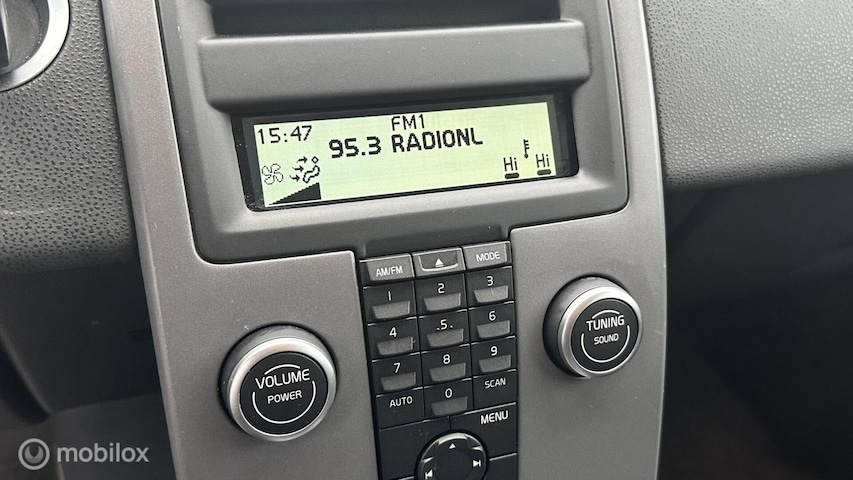 15:47 FM1
95.3 RADIONL
Hi Hi
AM/FM MODE
1 2 3
4 .5. 6
7 8 9
AUTO 0 SCAN
MENU
VOLUME
POWER
TUNING
SOUND
mobilox